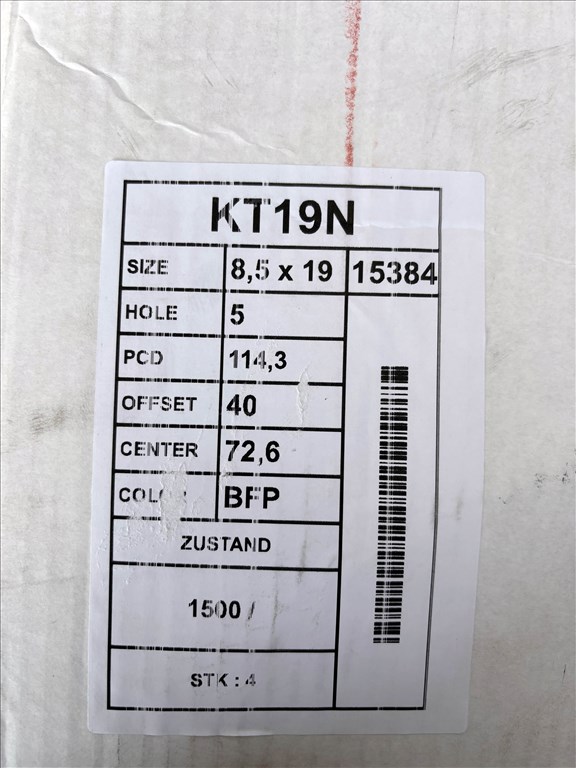 KT19N
SIZE 8,5 x 19 15384
HOLE 5
PCD 114,3
OFFSET 40
CENTER 72,6
COLOR BFP
ZUSTAND
1500 /
STK : 4